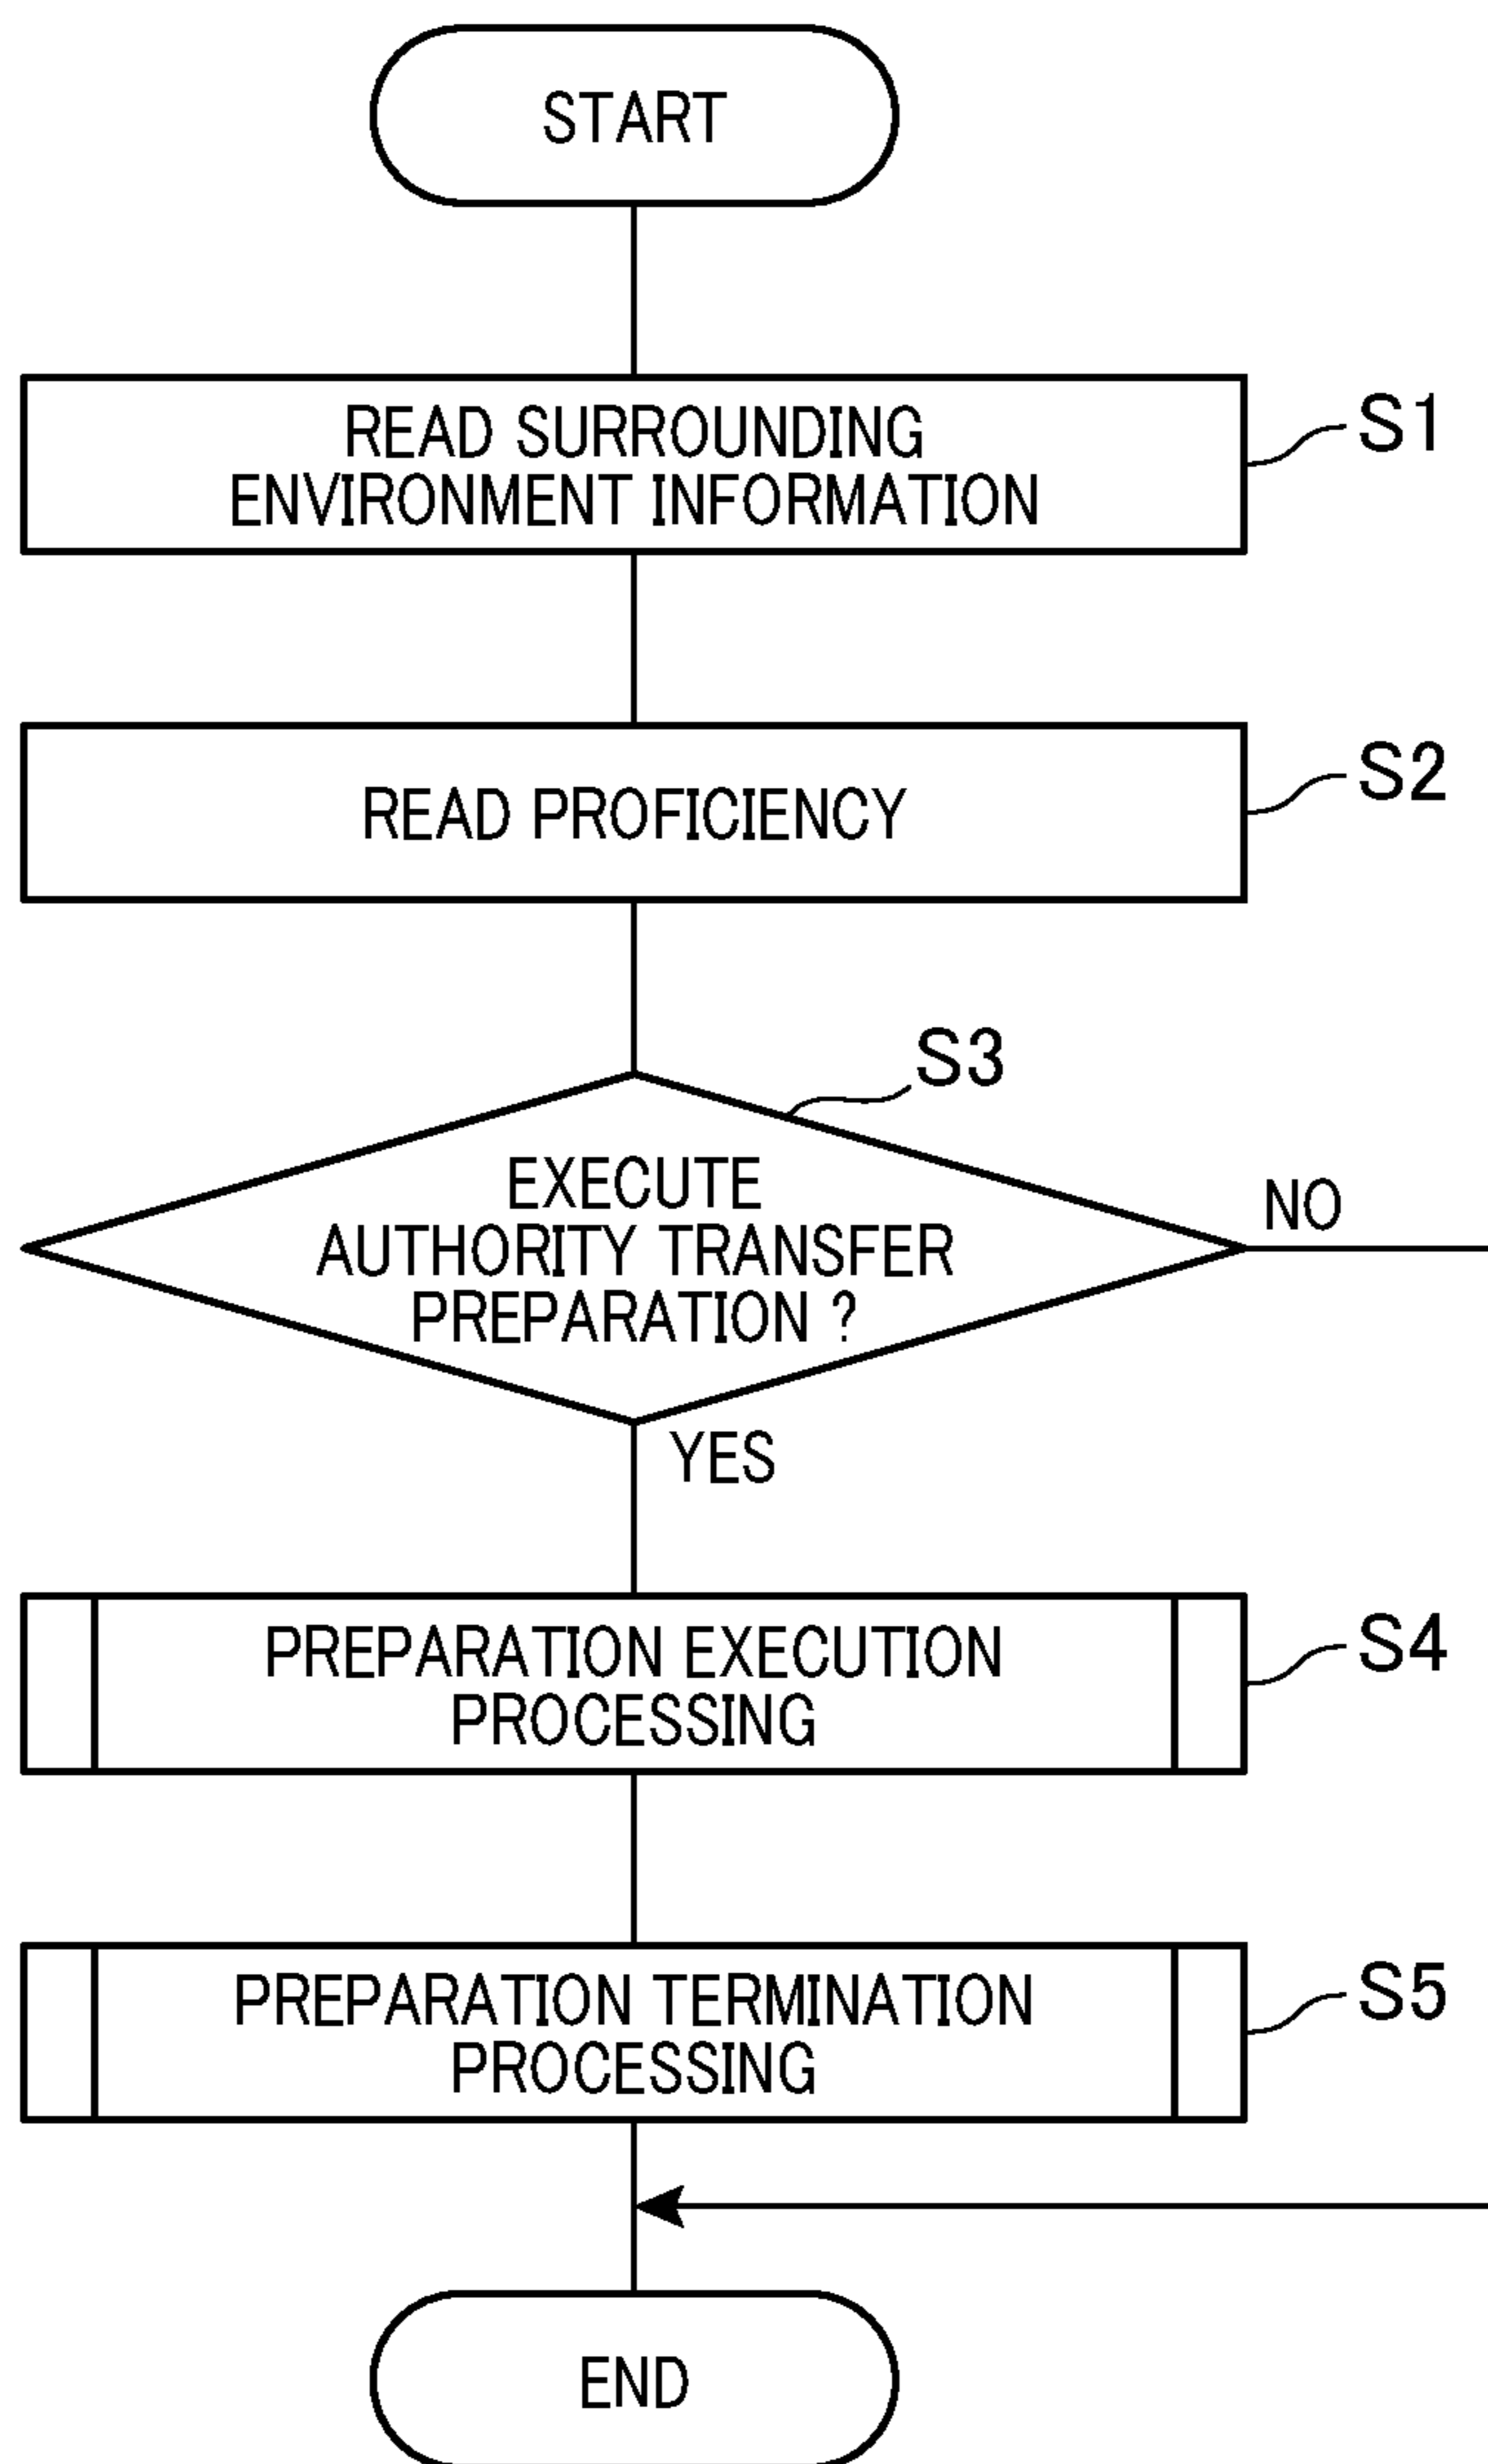 START
READ SURROUNDING
ENVIRONMENT INFORMATION
S1
READ PROFICIENCY
S2
S3
EXECUTE
AUTHORITY TRANSFER
PREPARATION ?
NO
YES
PREPARATION EXECUTION
PROCESSING
S4
PREPARATION TERMINATION
PROCESSING
S5
END